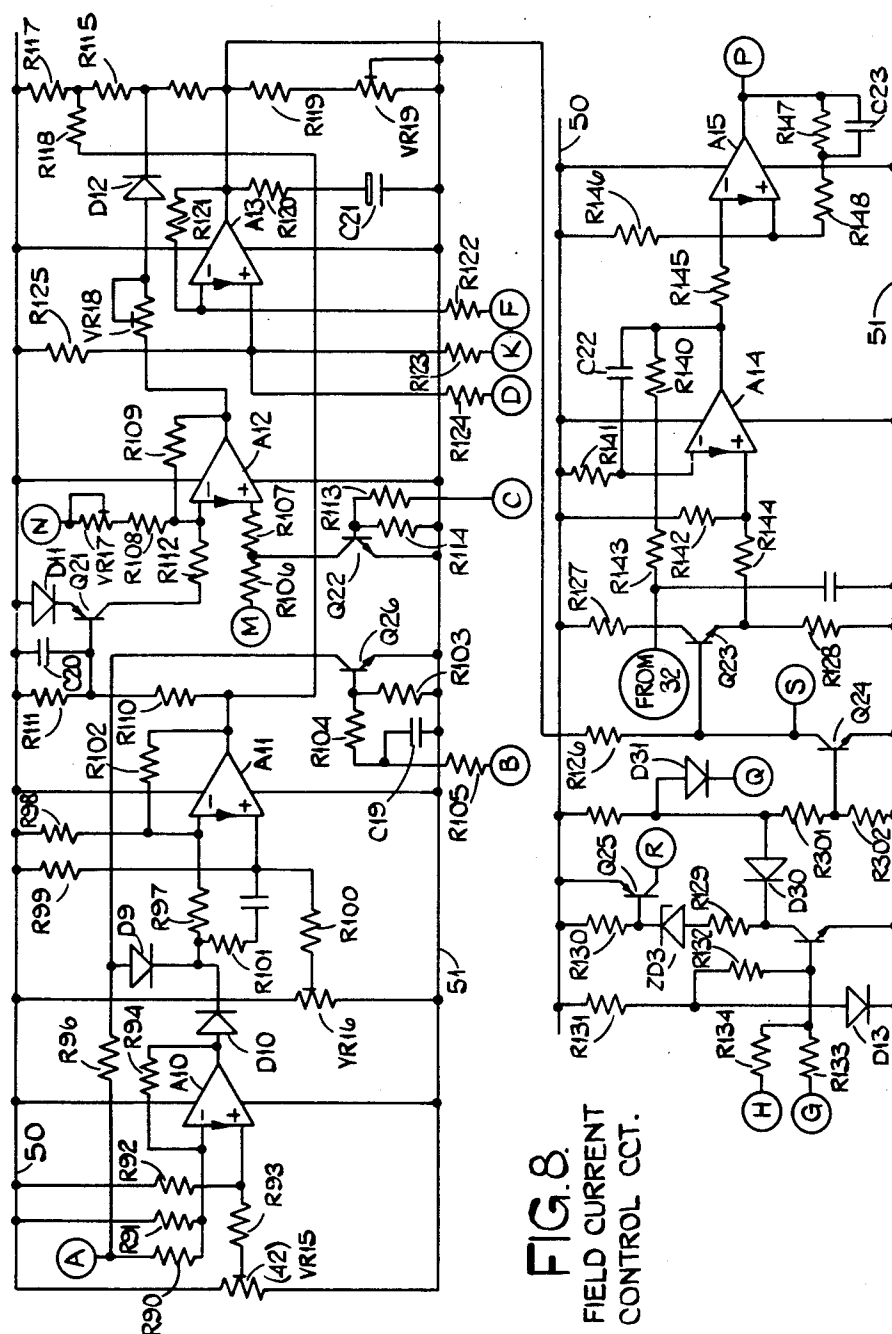 50
A
R90
R91
R92
R93
(42)
VR15
R96
R94
A10
D10
D9
VR16
R97
R101
R100
R98
R99
R102
A11
R110
R111
C20
D11
Q21
N
VR17
R108
R112
R109
A12
M
R106
R107
Q22
R113
R114
C
Q26
R103
R104
C19
R105
B
51
R125
VR18
D12
R118
R117
R115
R121
A13
R120
C21
R119
VR19
R122
F
R123
K
R124
D
FIG. 8.
FIELD CURRENT
CONTROL CCT.
H
G
R134
R133
R131
R132
D13
R130
ZD3
R129
Q25
R
D30
D31
Q
R301
R302
R126
S
Q24
R127
FROM
32
Q23
R128
R143
R142
R144
R141
C22
R140
A14
R145
R146
A15
P
R147
C23
R148
50
51